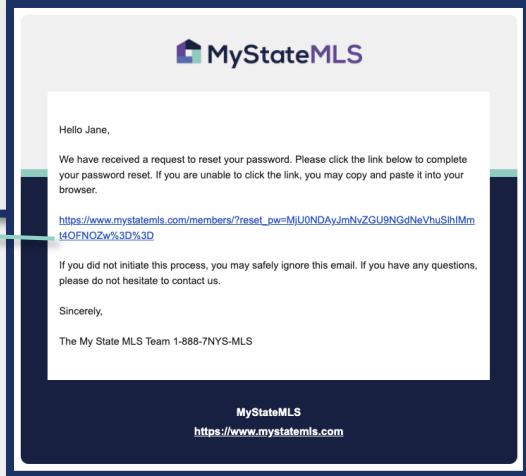 MyStateMLS
Hello Jane,
We have received a request to reset your password. Please click the link below to complete
your password reset. If you are unable to click the link, you may copy and paste it into your
browser.
https://www.mystatemls.com/members/?reset_pw=MjU0NDAyJmNvZGU9NGdNeVhuSlhIMm
t4OFNOZw%3D%3D
If you did not initiate this process, you may safely ignore this email. If you have any questions,
please do not hesitate to contact us.
Sincerely,
The My State MLS Team 1-888-7NYS-MLS
MyStateMLS
https://www.mystatemls.com